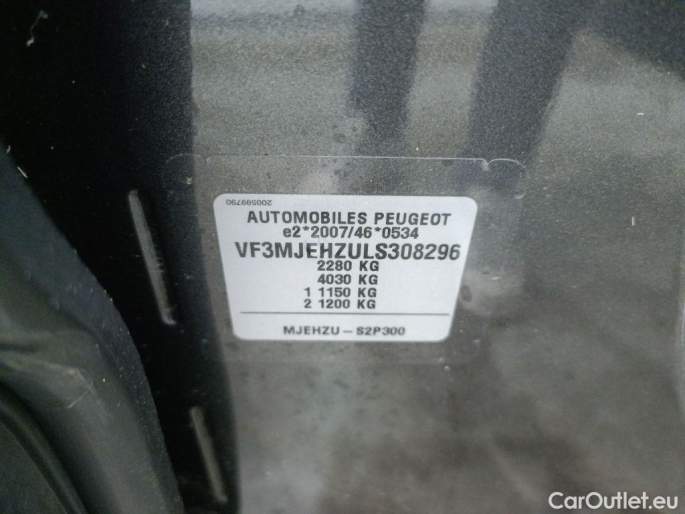 200599790
AUTOMOBILES PEUGEOT
e2*2007/46*0534
VF3MJEHZULS308296
2280 KG
4030 KG
1 1150 KG
2 1200 KG
MJEHZU – S2P300
CarOutlet.eu